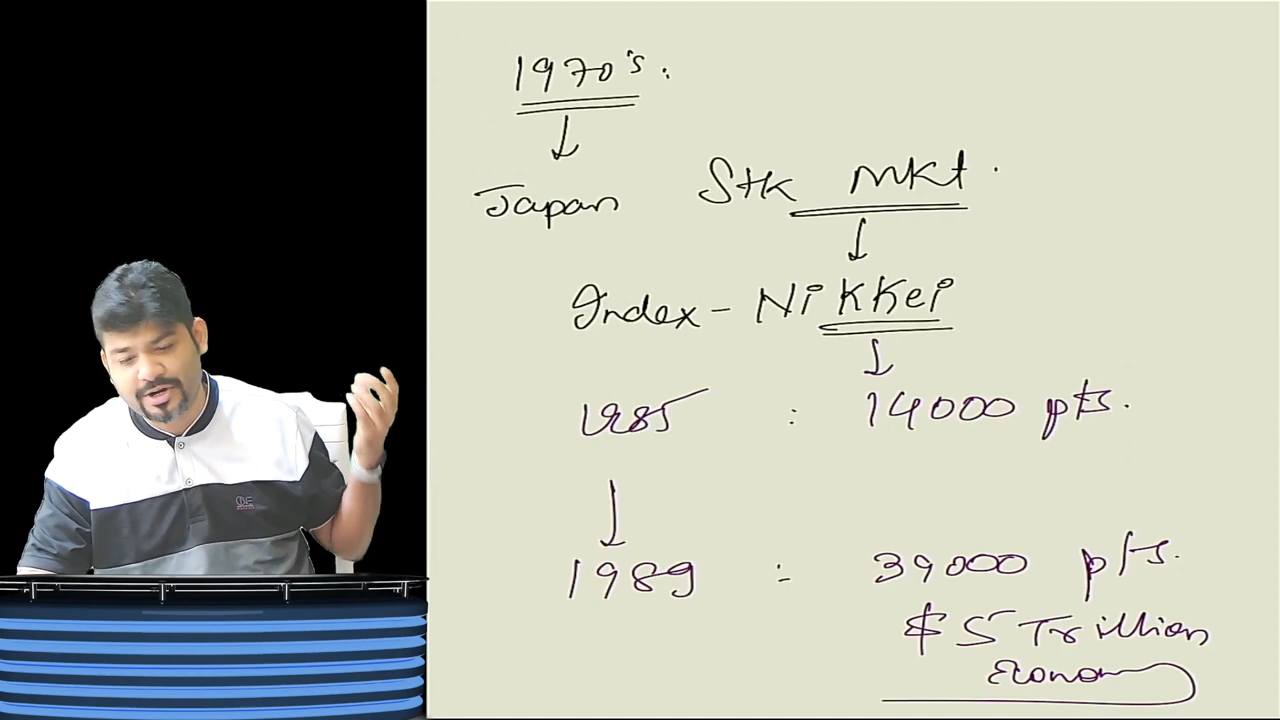 1970's :
↓
Japan Stk Mkt .
↓
Index - Nikkei
↓
1985 : 14000 pts.
↓
1989 : 39000 pts.
$ 5 Trillion
Economy